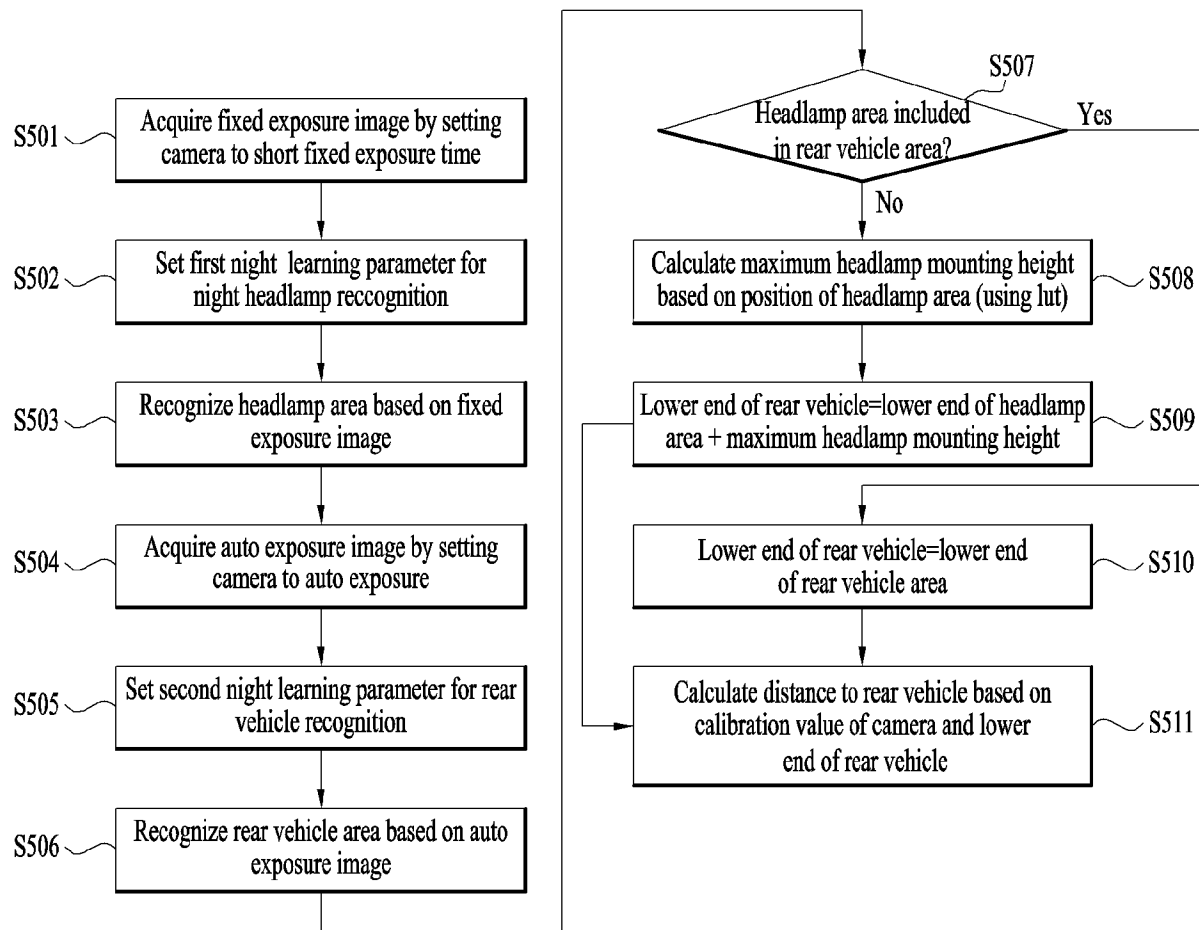 S501
Acquire fixed exposure image by setting
camera to short fixed exposure time
S502
Set first night learning parameter for
night headlamp reccognition
S503
Recognize headlamp area based on fixed
exposure image
S504
Acquire auto exposure image by setting
camera to auto exposure
S505
Set second night learning parameter for rear
vehicle recognition
S506
Recognize rear vehicle area based on auto
exposure image
S507
Headlamp area included
in rear vehicle area?
Yes
No
Calculate maximum headlamp mounting height
based on position of headlamp area (using lut)
S508
Lower end of rear vehicle=lower end of headlamp
area + maximum headlamp mounting height
S509
Lower end of rear vehicle=lower end
of rear vehicle area
S510
Calculate distance to rear vehicle based on
calibration value of camera and lower
end of rear vehicle
S511